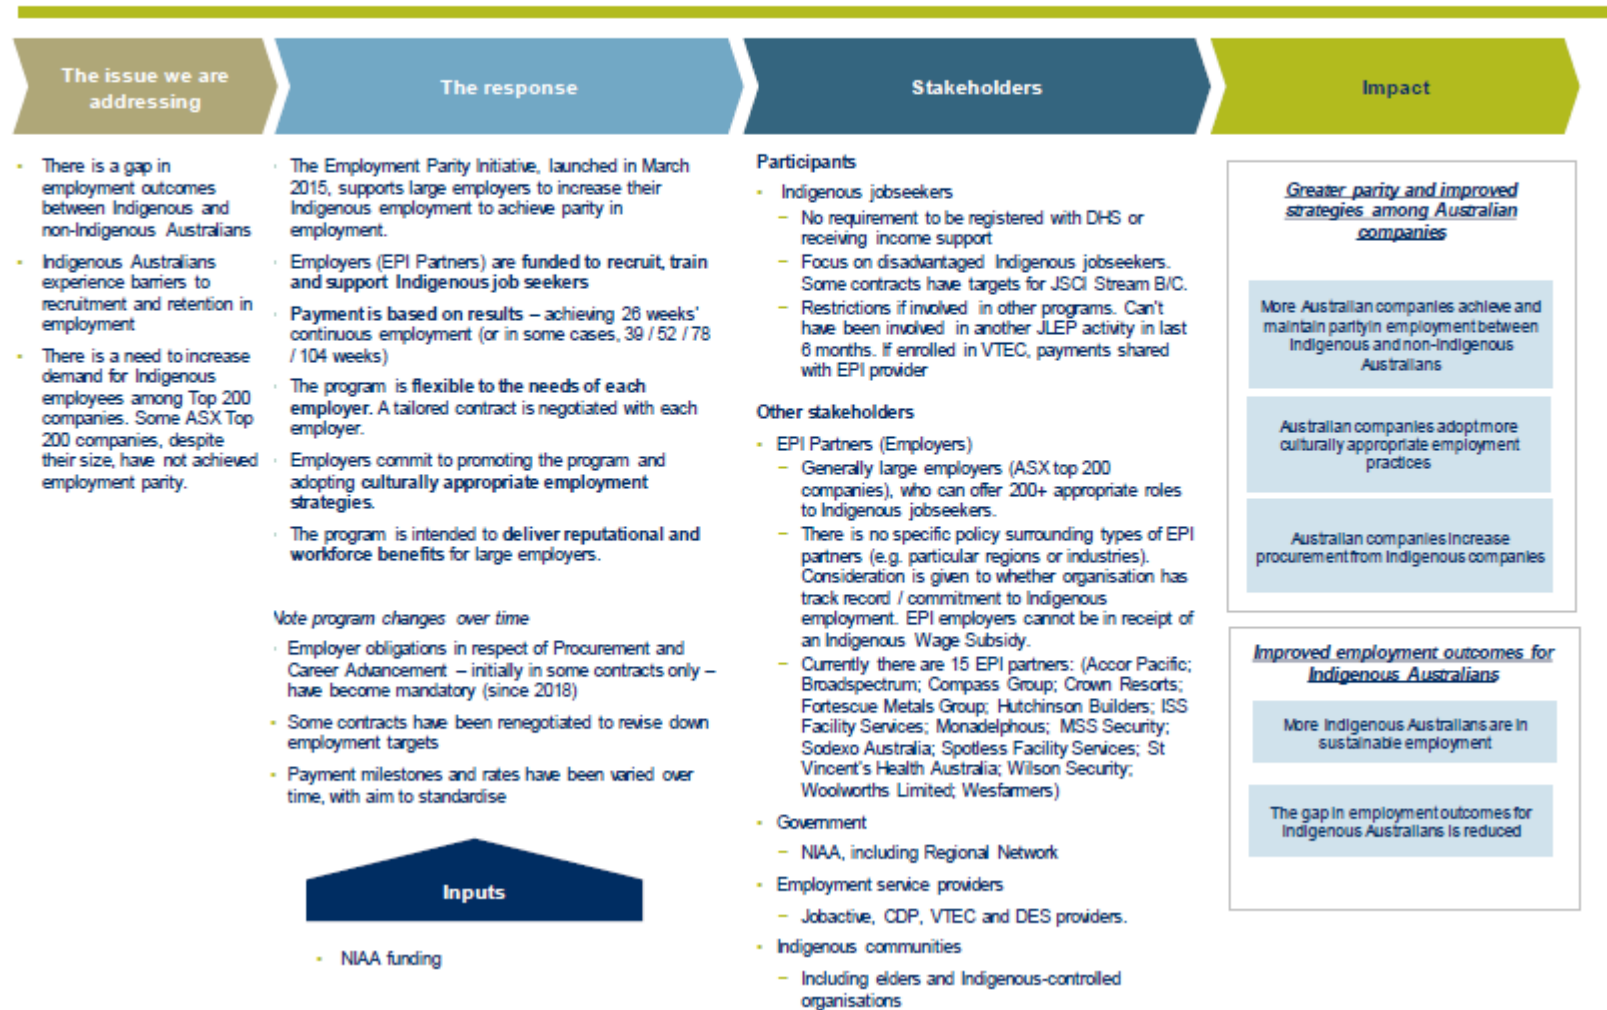 The issue we are
addressing
The response
Stakeholders
Impact
There is a gap in
employment outcomes
between Indigenous and
non-Indigenous Australians
Indigenous Australians
experience barriers to
recruitment and retention in
employment
There is a need to increase
demand for Indigenous
employees among Top 200
companies. Some ASX Top
200 companies, despite
their size, have not achieved
employment parity.
The Employment Parity Initiative, launched in March
2015, supports large employers to increase their
Indigenous employment to achieve parity in
employment.
Employers (EPI Partners) are funded to recruit, train
and support Indigenous job seekers
Payment is based on results – achieving 26 weeks'
continuous employment (or in some cases, 39 / 52 / 78
/ 104 weeks)
The program is flexible to the needs of each
employer. A tailored contract is negotiated with each
employer.
Employers commit to promoting the program and
adopting culturally appropriate employment
strategies.
The program is intended to deliver reputational and
workforce benefits for large employers.
Note program changes over time
Employer obligations in respect of Procurement and
Career Advancement – initially in some contracts only –
have become mandatory (since 2018)
Some contracts have been renegotiated to revise down
employment targets
Payment milestones and rates have been varied over
time, with aim to standardise
Inputs
NIAA funding
Participants
Indigenous jobseekers
– No requirement to be registered with DHS or
receiving income support
– Focus on disadvantaged Indigenous jobseekers.
Some contracts have targets for JSCI Stream B/C.
– Restrictions if involved in other programs. Can't
have been involved in another JLEP activity in last
6 months. If enrolled in VTEC, payments shared
with EPI provider
Other stakeholders
EPI Partners (Employers)
– Generally large employers (ASX top 200
companies), who can offer 200+ appropriate roles
to Indigenous jobseekers.
– There is no specific policy surrounding types of EPI
partners (e.g. particular regions or industries).
Consideration is given to whether organisation has
track record / commitment to Indigenous
employment. EPI employers cannot be in receipt of
an Indigenous Wage Subsidy.
– Currently there are 15 EPI partners: (Accor Pacific;
Broadspectrum; Compass Group; Crown Resorts;
Fortescue Metals Group; Hutchinson Builders; ISS
Facility Services; Monadelphous; MSS Security;
Sodexo Australia; Spotless Facility Services; St
Vincent's Health Australia; Wilson Security;
Woolworths Limited; Wesfarmers)
Government
– NIAA, including Regional Network
Employment service providers
– Jobactive, CDP, VTEC and DES providers.
Indigenous communities
– Including elders and Indigenous-controlled
organisations
Greater parity and improved
strategies among Australian
companies
More Australian companies achieve and
maintain parity in employment between
Indigenous and non-Indigenous
Australians
Australian companies adopt more
culturally appropriate employment
practices
Australian companies increase
procurement from Indigenous companies
Improved employment outcomes for
Indigenous Australians
More Indigenous Australians are in
sustainable employment
The gap in employment outcomes for
Indigenous Australians is reduced